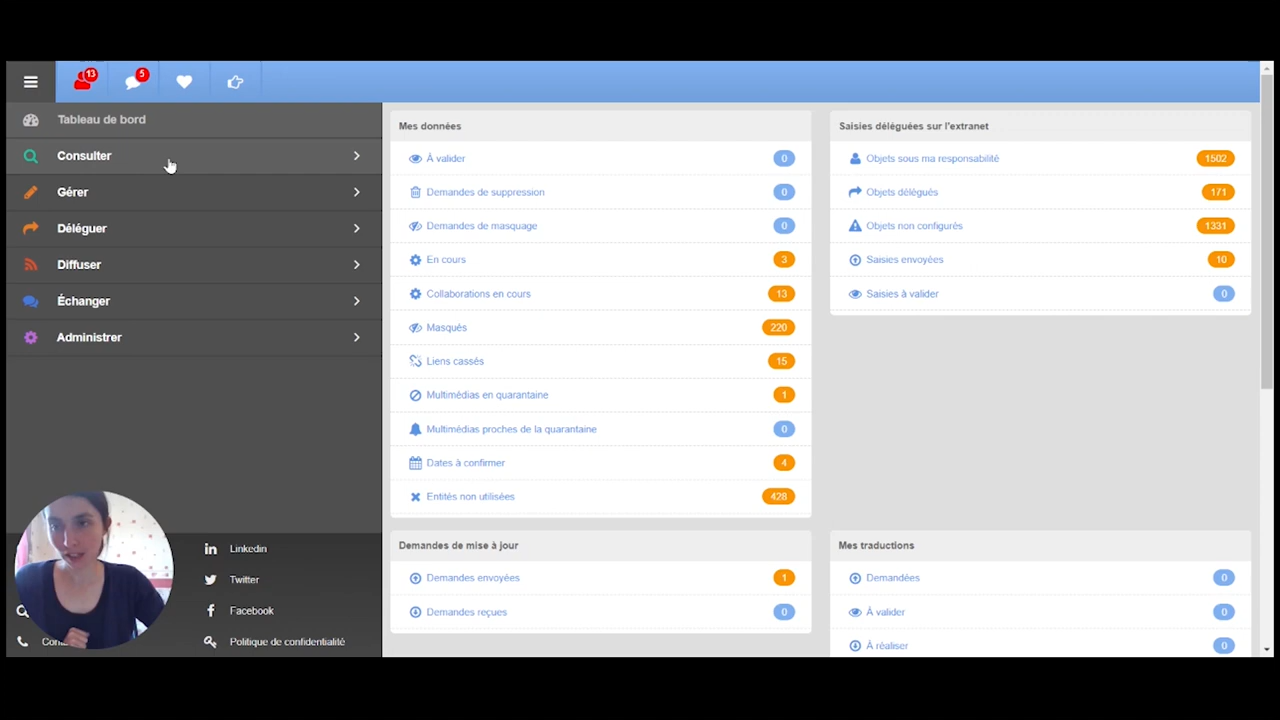 13
5
Tableau de bord
Consulter
Gérer
Déléguer
Diffuser
Échanger
Administrer
Linkedin
Twitter
Facebook
Politique de confidentialité
Mes données
À valider 0
Demandes de suppression 0
Demandes de masquage 0
En cours 3
Collaborations en cours 13
Masqués 220
Liens cassés 15
Multimédias en quarantaine 1
Multimédias proches de la quarantaine 0
Dates à confirmer 4
Entités non utilisées 428
Saisies déléguées sur l'extranet
Objets sous ma responsabilité 1502
Objets délégués 171
Objets non configurés 1331
Saisies envoyées 10
Saisies à valider 0
Demandes de mise à jour
Demandes envoyées 1
Demandes reçues 0
Mes traductions
Demandées 0
À valider 0
À réaliser 0